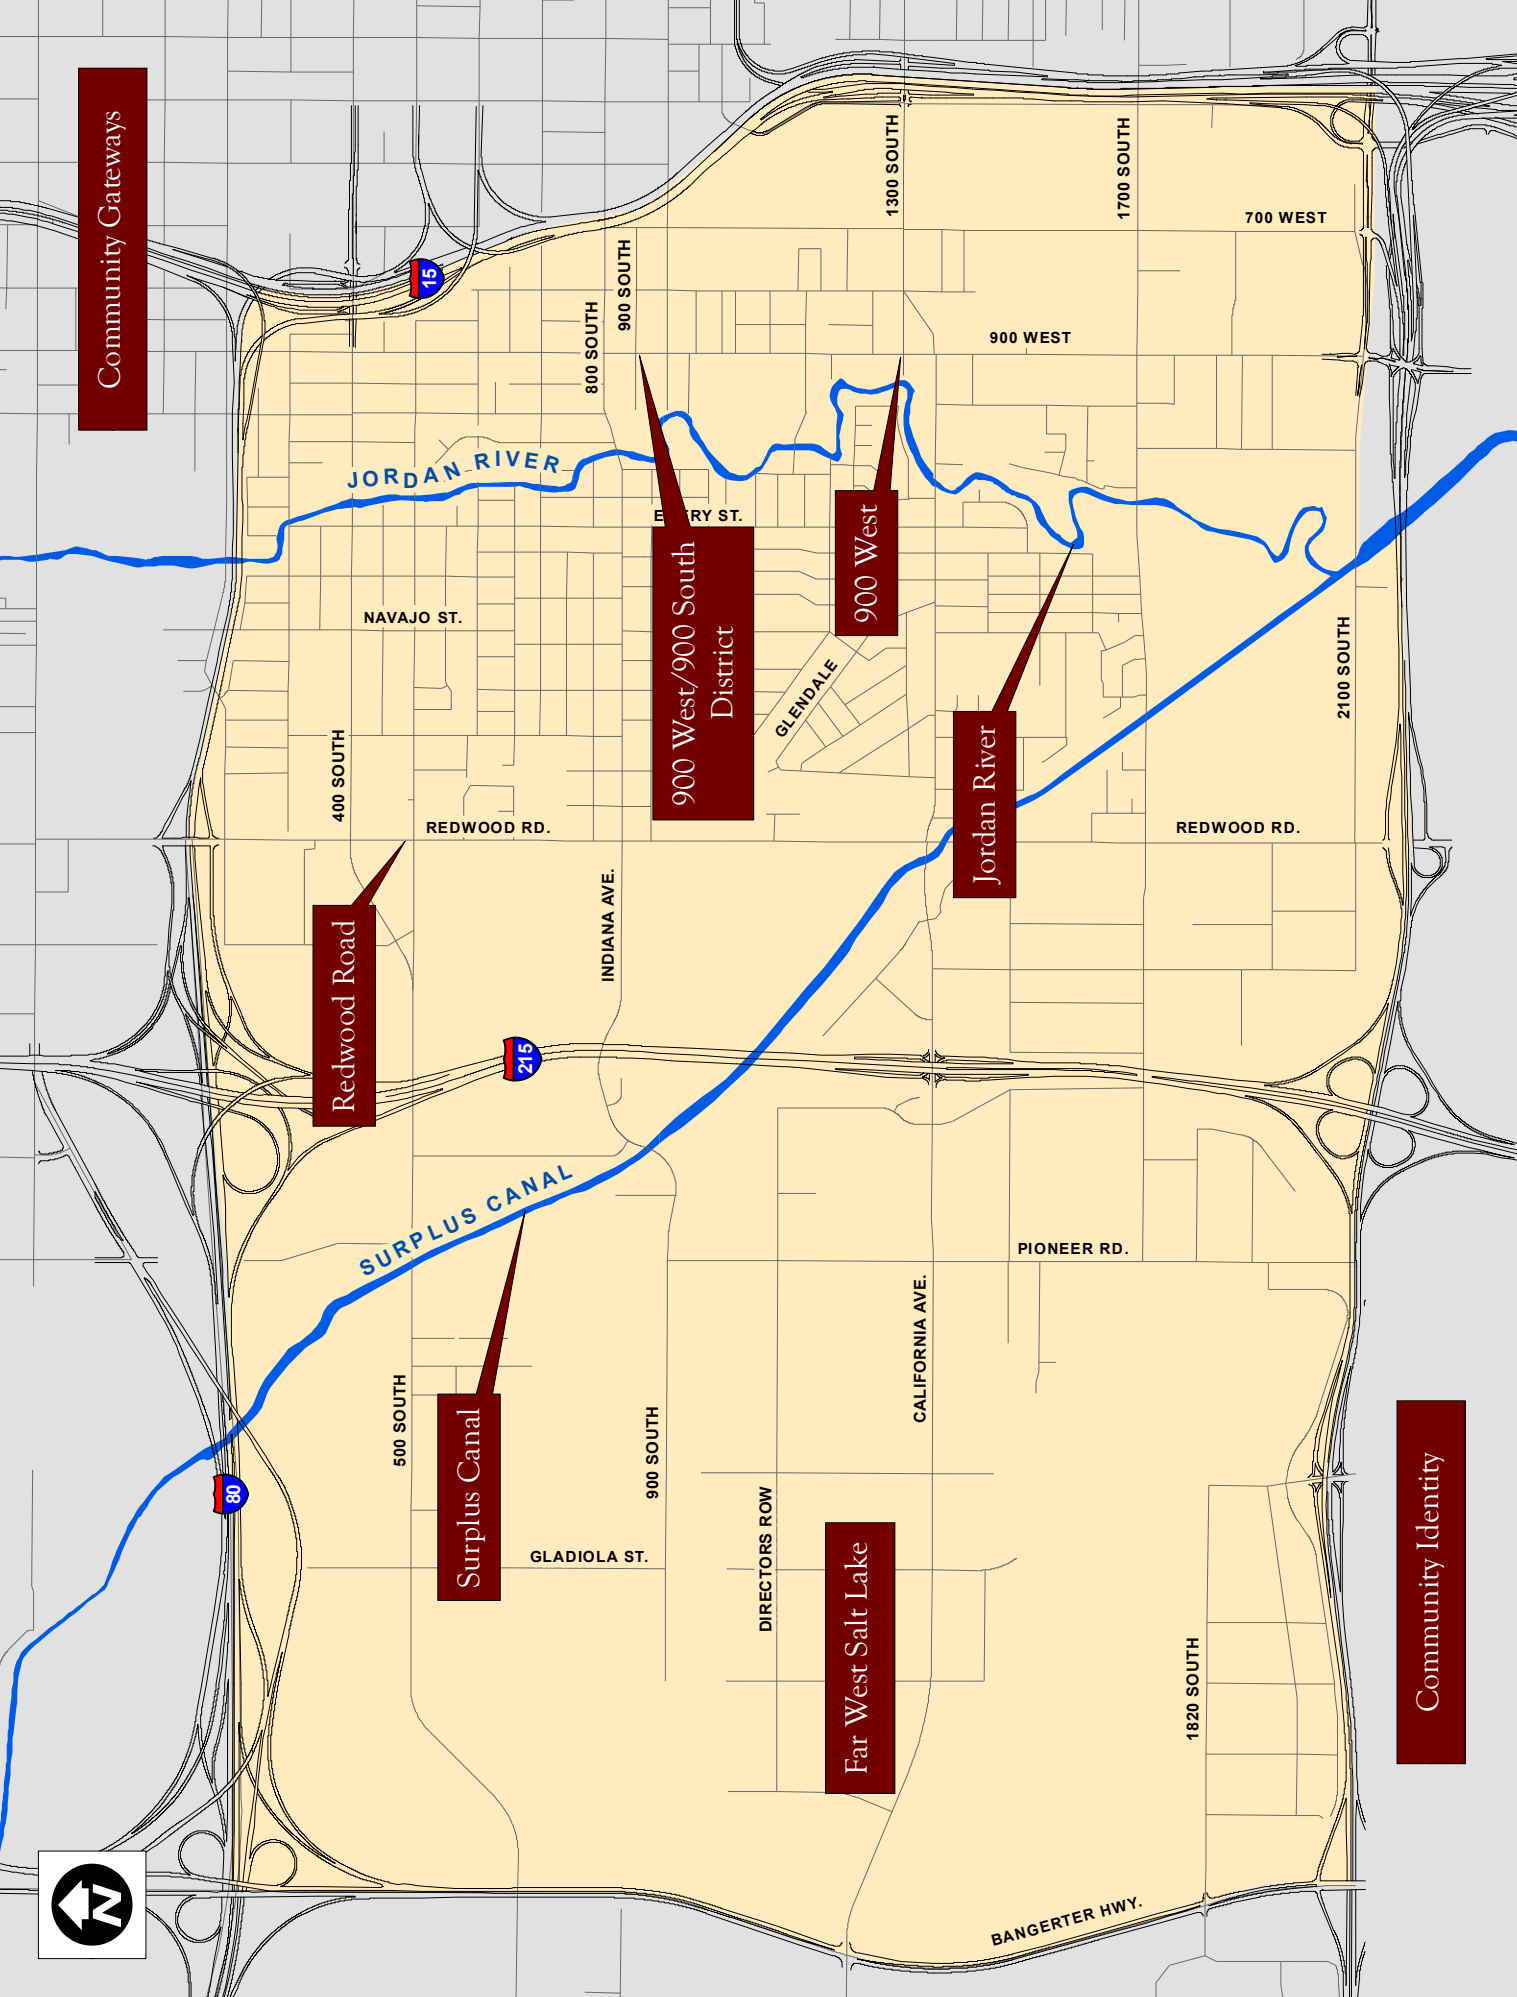 Community Gateways
15
1300 SOUTH
1700 SOUTH
700 WEST
900 SOUTH
800 SOUTH
900 WEST
JORDAN RIVER
900 West/900 South
District
900 West
NAVAJO ST.
GLENDALE
2100 SOUTH
400 SOUTH
REDWOOD RD.
REDWOOD RD.
Jordan River
Redwood Road
INDIANA AVE.
215
SURPLUS CANAL
PIONEER RD.
CALIFORNIA AVE.
500 SOUTH
900 SOUTH
Surplus Canal
80
GLADIOLA ST.
DIRECTORS ROW
Far West Salt Lake
1820 SOUTH
Community Identity
BANGERTER HWY.
N
ST.